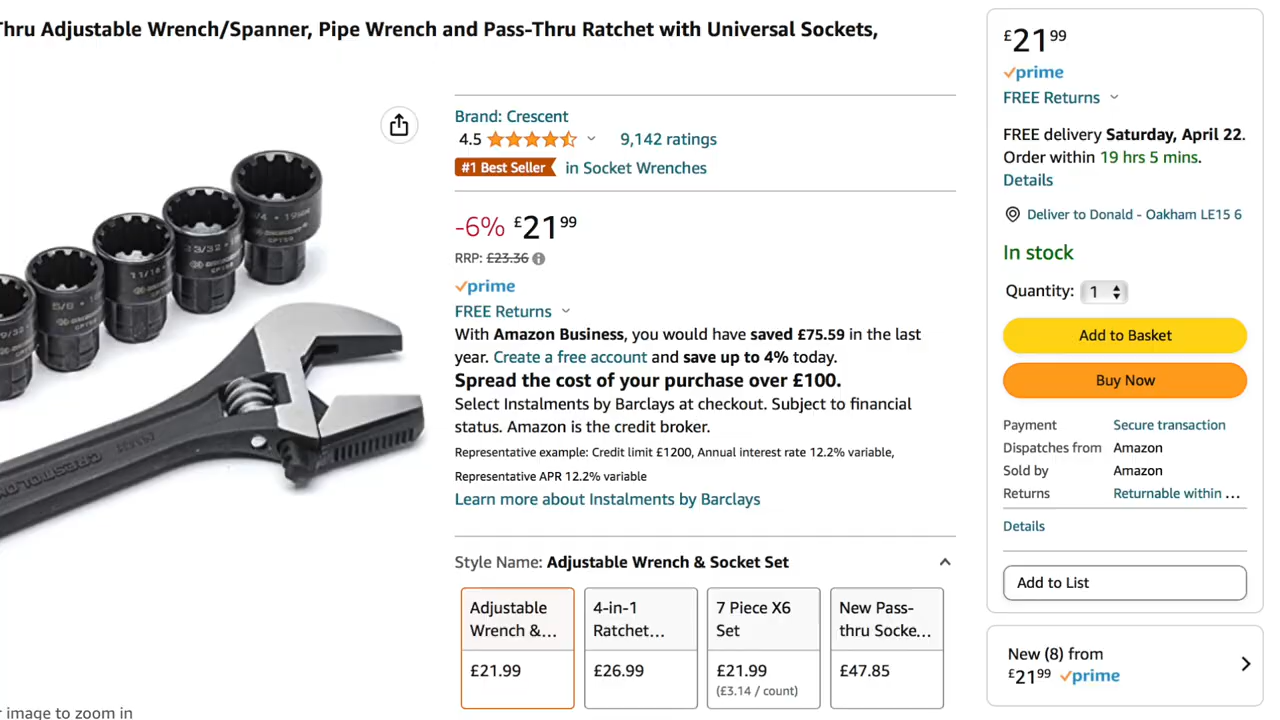 Thru Adjustable Wrench/Spanner, Pipe Wrench and Pass-Thru Ratchet with Universal Sockets,
Brand: Crescent
4.5 9,142 ratings
#1 Best Seller in Socket Wrenches
-6% £21 99
RRP: £23.36
prime
FREE Returns
With Amazon Business, you would have saved £75.59 in the last
year. Create a free account and save up to 4% today.
Spread the cost of your purchase over £100.
Select Instalments by Barclays at checkout. Subject to financial
status. Amazon is the credit broker.
Representative example: Credit limit £1200, Annual interest rate 12.2% variable,
Representative APR 12.2% variable
Learn more about Instalments by Barclays
Style Name: Adjustable Wrench & Socket Set
Adjustable
Wrench &...
£21.99
4-in-1
Ratchet...
£26.99
7 Piece X6
Set
£21.99
(£3.14 / count)
New Pass-
thru Socke...
£47.85
image to zoom in
£21 99
prime
FREE Returns
FREE delivery Saturday, April 22.
Order within 19 hrs 5 mins.
Details
Deliver to Donald - Oakham LE15 6
In stock
Quantity: 1
Add to Basket
Buy Now
Payment Secure transaction
Dispatches from Amazon
Sold by Amazon
Returns Returnable within ...
Details
Add to List
New (8) from
£21 99 prime